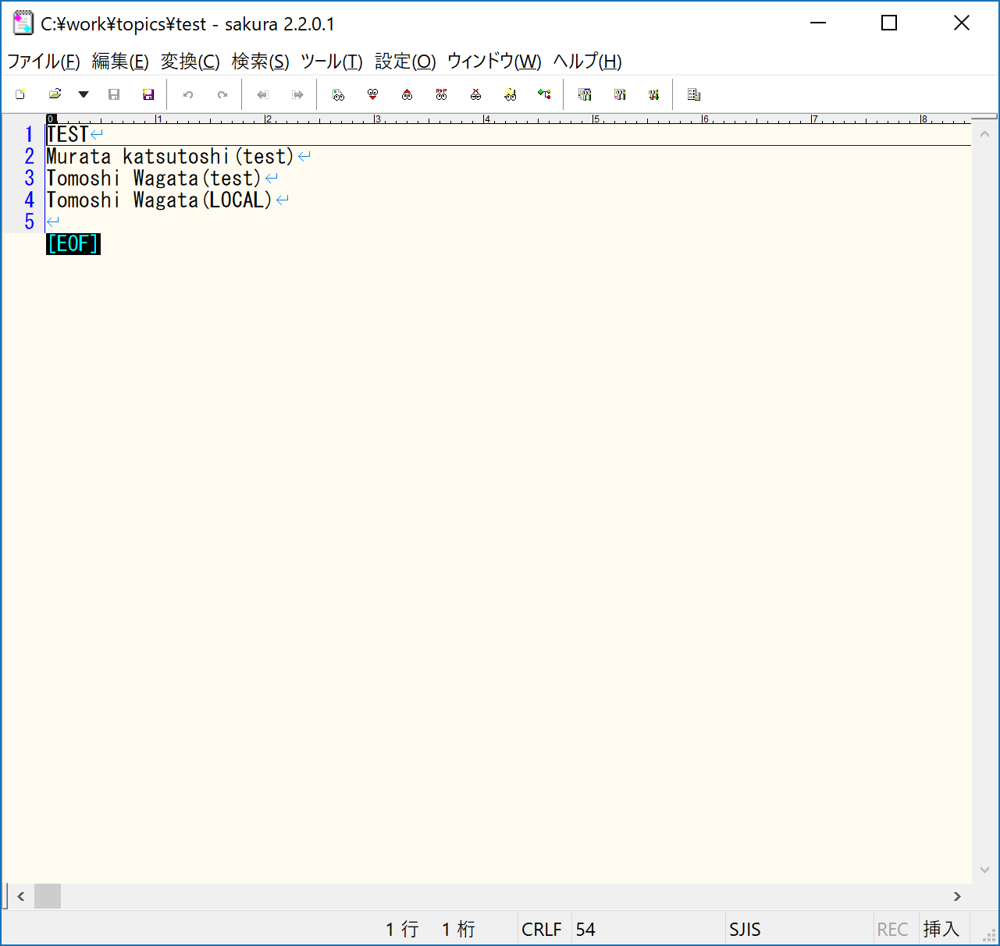 C:¥work¥topics¥test - sakura 2.2.0.1
ファイル(F) 編集(E) 変換(C) 検索(S) ツール(T) 設定(O) ウィンドウ(W) ヘルプ(H)
0 1 2 3 4 5 6 7 8
1 TEST
2 Murata katsutoshi(test)
3 Tomoshi Wagata(test)
4 Tomoshi Wagata(LOCAL)
5
[EOF]
1 行 1 桁 CRLF 54 SJIS REC 挿入